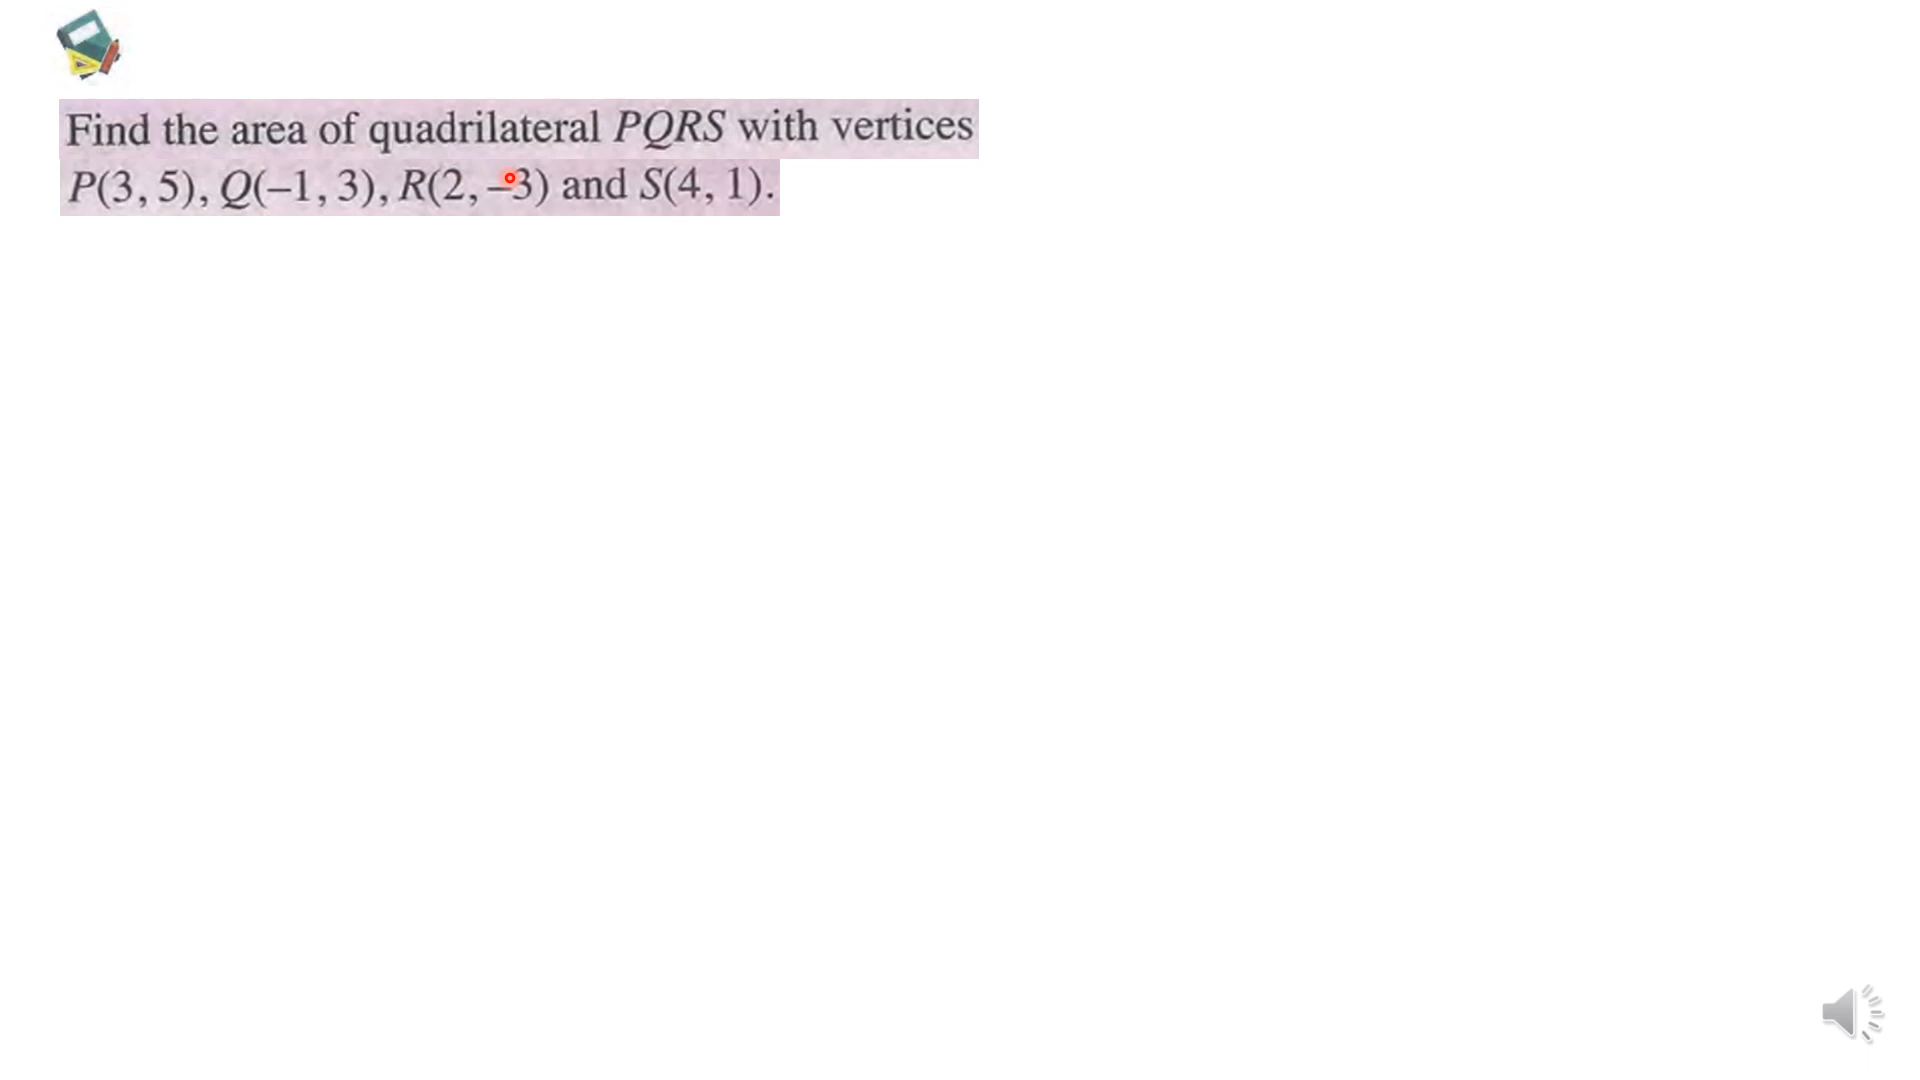 Find the area of quadrilateral PQRS with vertices
P(3, 5), Q(–1, 3), R(2, –3) and S(4, 1).